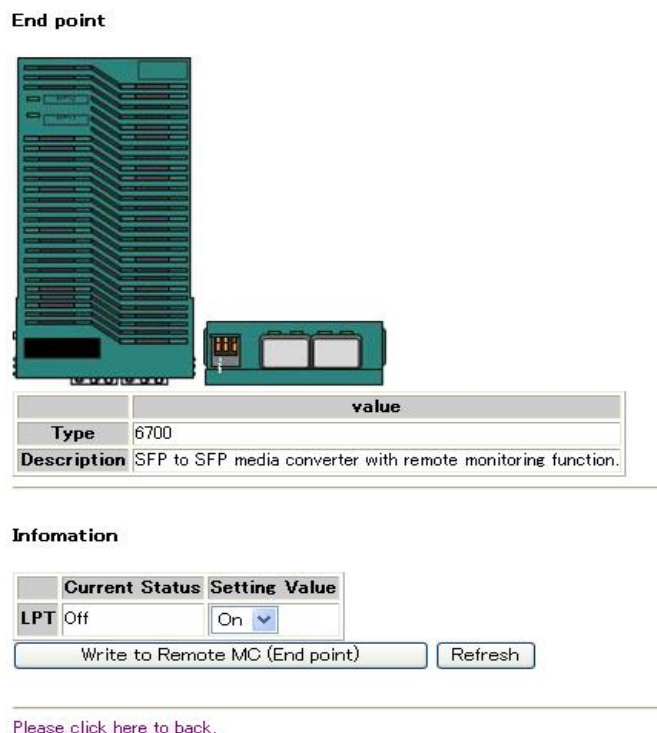 End point
value
Type 6700
Description SFP to SFP media converter with remote monitoring function.
Infomation
Current Status Setting Value
LPT Off On
Write to Remote MC (End point) Refresh
Please click here to back.